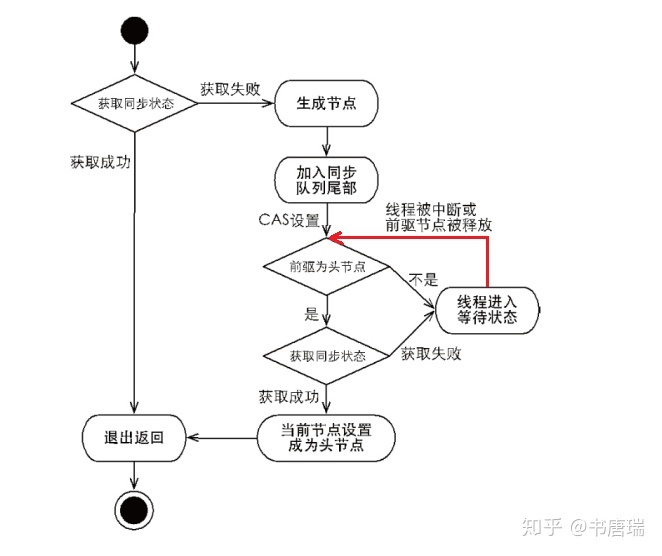 获取同步状态
获取失败
生成节点
获取成功
加入同步
队列尾部
CAS设置
线程被中断或
前驱节点被释放
前驱为头节点
不是
线程进入
等待状态
是
获取同步状态
获取失败
获取成功
退出返回
当前节点设置
成为头节点
知乎 @书唐瑞